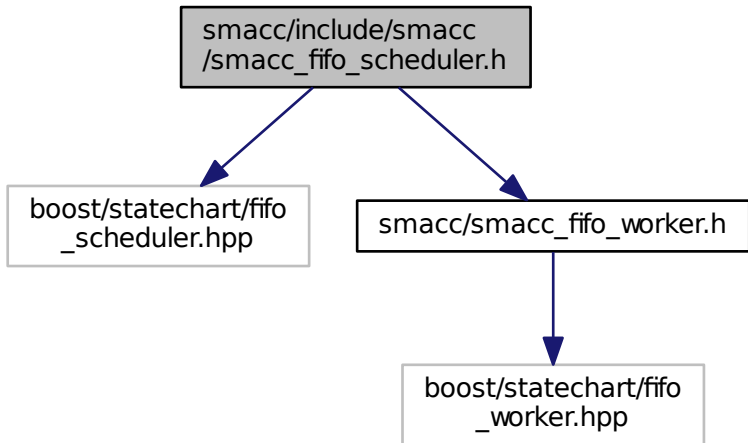 smacc/include/smacc
/smacc_fifo_scheduler.h
boost/statechart/fifo
_scheduler.hpp
smacc/smacc_fifo_worker.h
boost/statechart/fifo
_worker.hpp